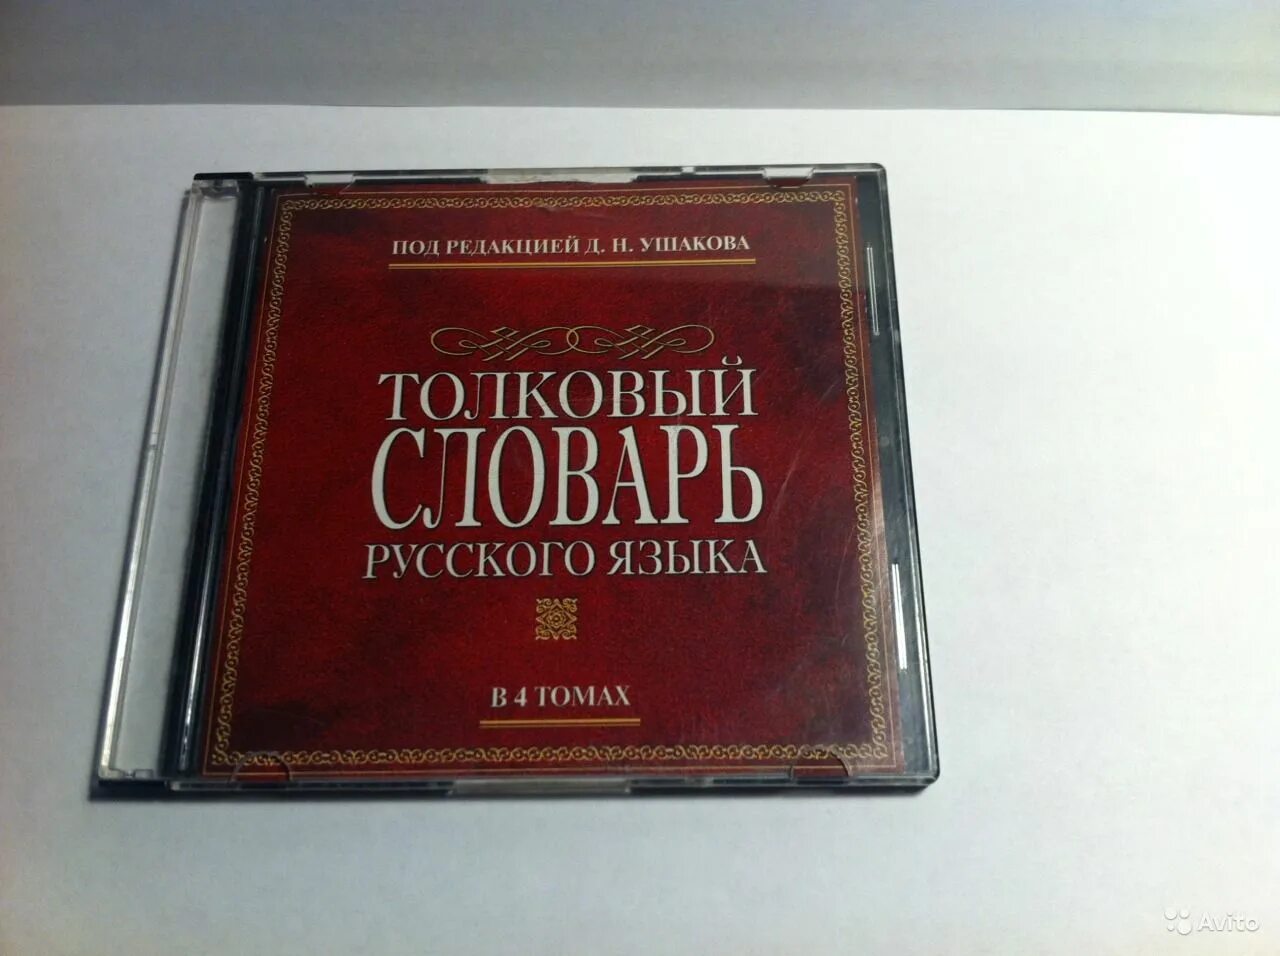 ПОД РЕДАКЦИЕЙ Д. Н. УШАКОВА
ТОЛКОВЫЙ
СЛОВАРЬ
РУССКОГО ЯЗЫКА
В 4 ТОМАХ
Avito